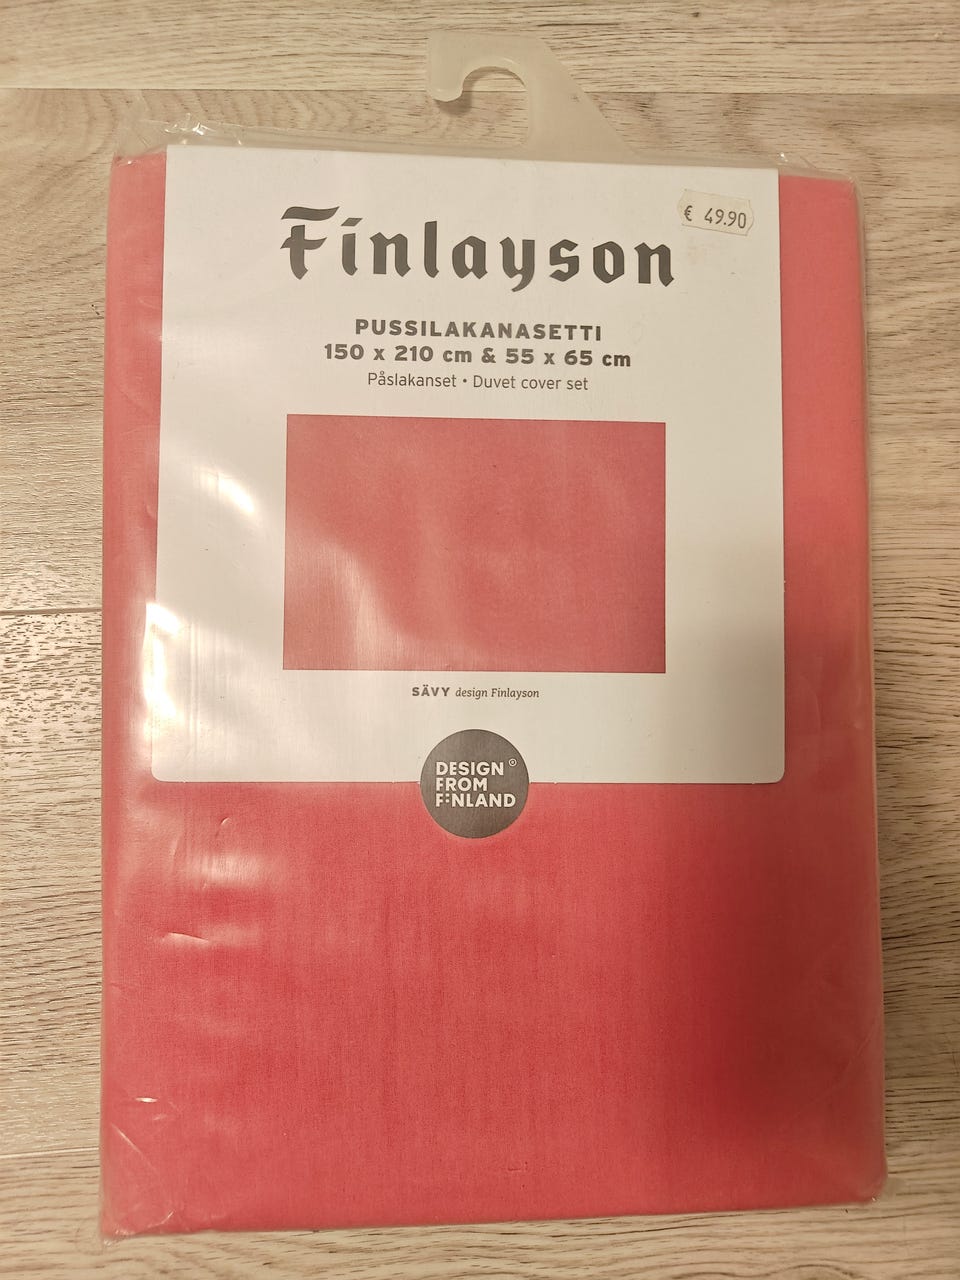 Finlayson
€ 49.90
PUSSILAKANASETTI
150 x 210 cm & 55 x 65 cm
Påslakanset • Duvet cover set
SÄVY design Finlayson
DESIGN ®
FROM
FINLAND